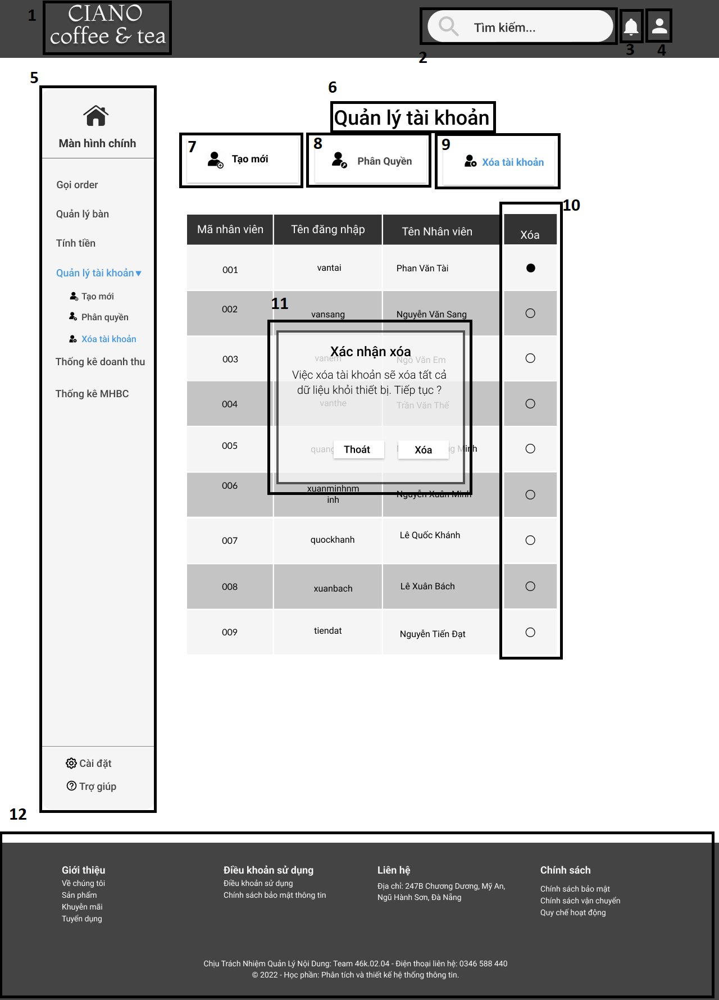 1
CIANO
coffee & tea
Tìm kiếm...
2
3
4
5
Màn hình chính
Gọi order
Quản lý bàn
Tính tiền
Quản lý tài khoản
Tạo mới
Phân quyền
Xóa tài khoản
Thống kê doanh thu
Thống kê MHBC
Cài đặt
Trợ giúp
6
Quản lý tài khoản
7
Tạo mới
8
Phân Quyền
9
Xóa tài khoản
10
Mã nhân viên Tên đăng nhập Tên Nhân viên Xóa
001 vantai Phan Văn Tài
002 vansang Nguyễn Văn Sang
003 vanem Ngô Văn Em
004 vanthe Trần Văn Thế
005 quang Minh
006 xuanminhnm Nguyễn Xuân Minh
inh
007 quockhanh Lê Quốc Khánh
008 xuanbach Lê Xuân Bách
009 tiendat Nguyễn Tiến Đạt
11
Xác nhận xóa
Việc xóa tài khoản sẽ xóa tất cả
dữ liệu khỏi thiết bị. Tiếp tục ?
Thoát Xóa
12
Giới thiệu
Về chúng tôi
Sản phẩm
Khuyễn mãi
Tuyển dụng
Điều khoản sử dụng
Điều khoản sử dụng
Chính sách bảo mật thông tin
Liên hệ
Địa chỉ: 247B Chương Dương, Mỹ An,
Ngũ Hành Sơn, Đà Nẵng
Chính sách
Chính sách bảo mật
Chính sách vận chuyển
Quy chế hoạt động
Chịu Trách Nhiệm Quản Lý Nội Dung: Team 46k.02.04 - Điện thoại liên hệ: 0346 588 440
© 2022 - Học phần: Phân tích và thiết kế hệ thống thông tin.